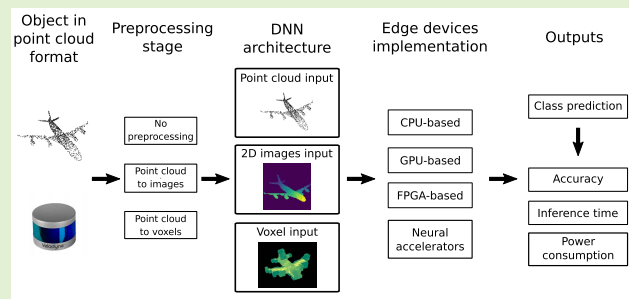 Object in
point cloud
format
Preprocessing
stage
DNN
architecture
Edge devices
implementation
Outputs
No
preprocessing
Point cloud
to images
Point cloud
to voxels
Point cloud input
2D images input
Voxel input
CPU-based
GPU-based
FPGA-based
Neural
accelerators
Class prediction
Accuracy
Inference time
Power
consumption
Velodyne